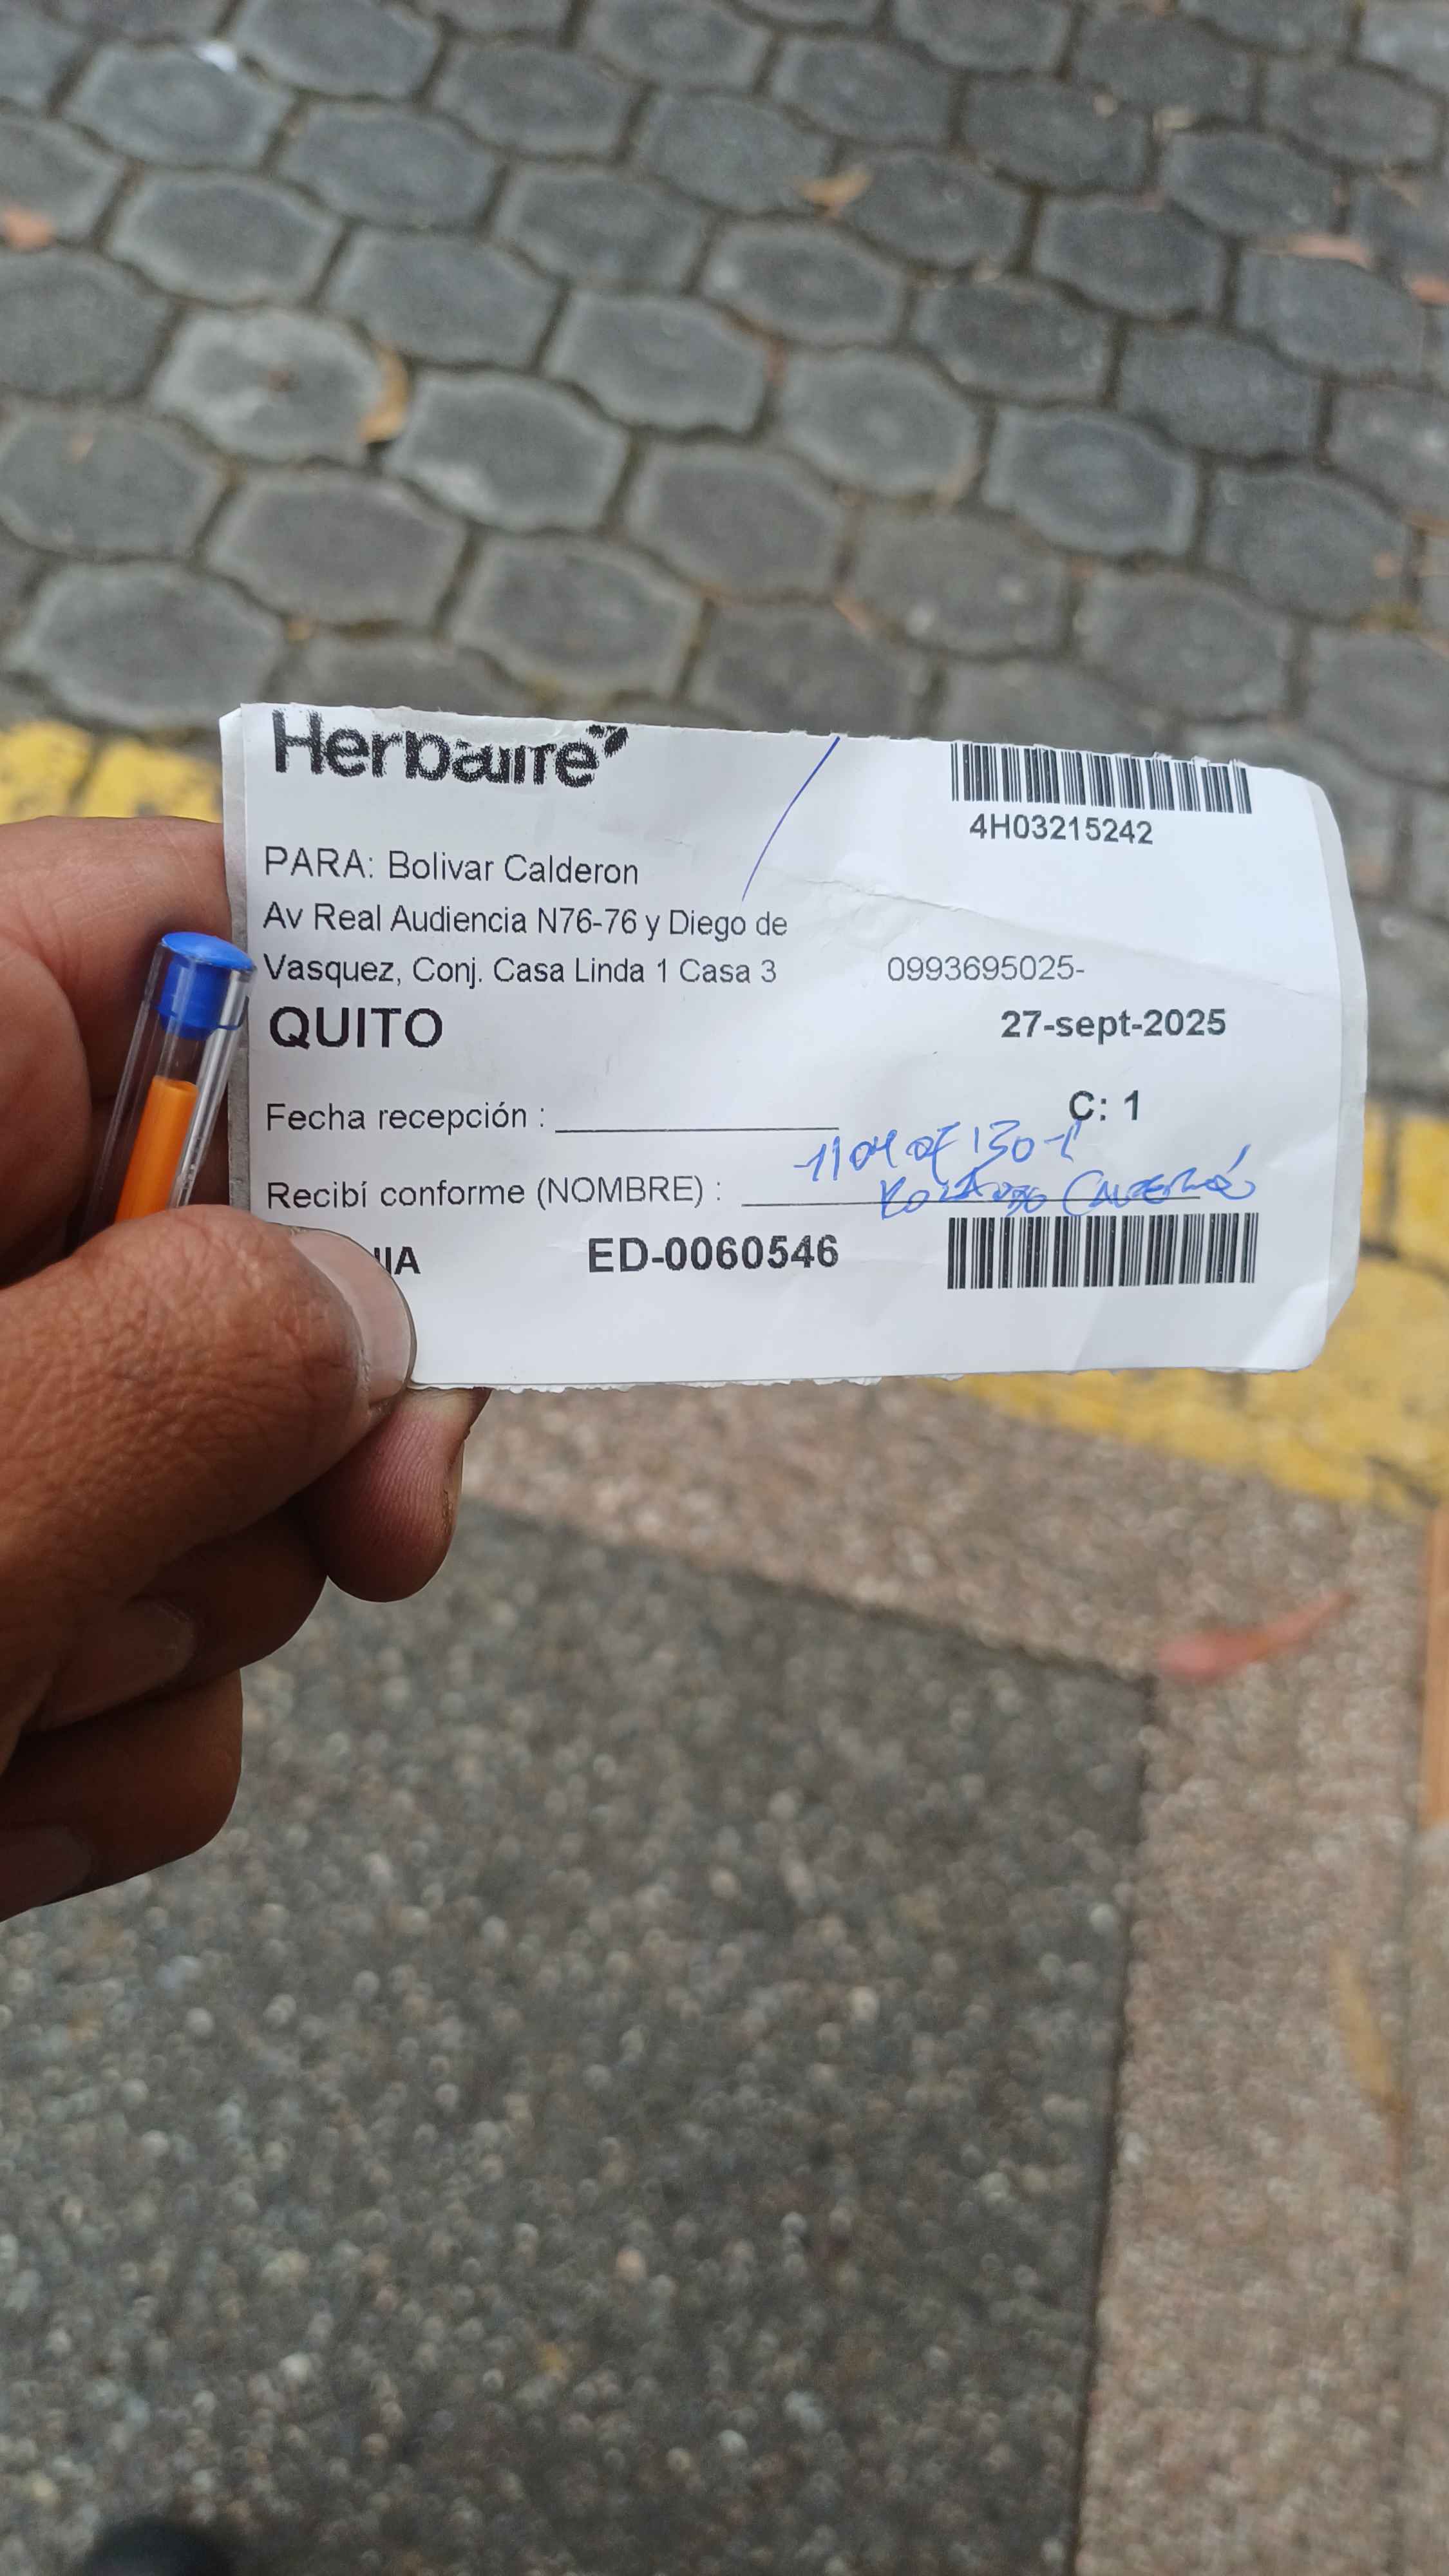 Herbalife
4H03215242
PARA: Bolivar Calderon
Av Real Audiencia N76-76 y Diego de
Vasquez, Conj. Casa Linda 1 Casa 3 0993695025-
QUITO 27-sept-2025
Fecha recepción : C: 1
Recibí conforme (NOMBRE) : Calderón
ED-0060546